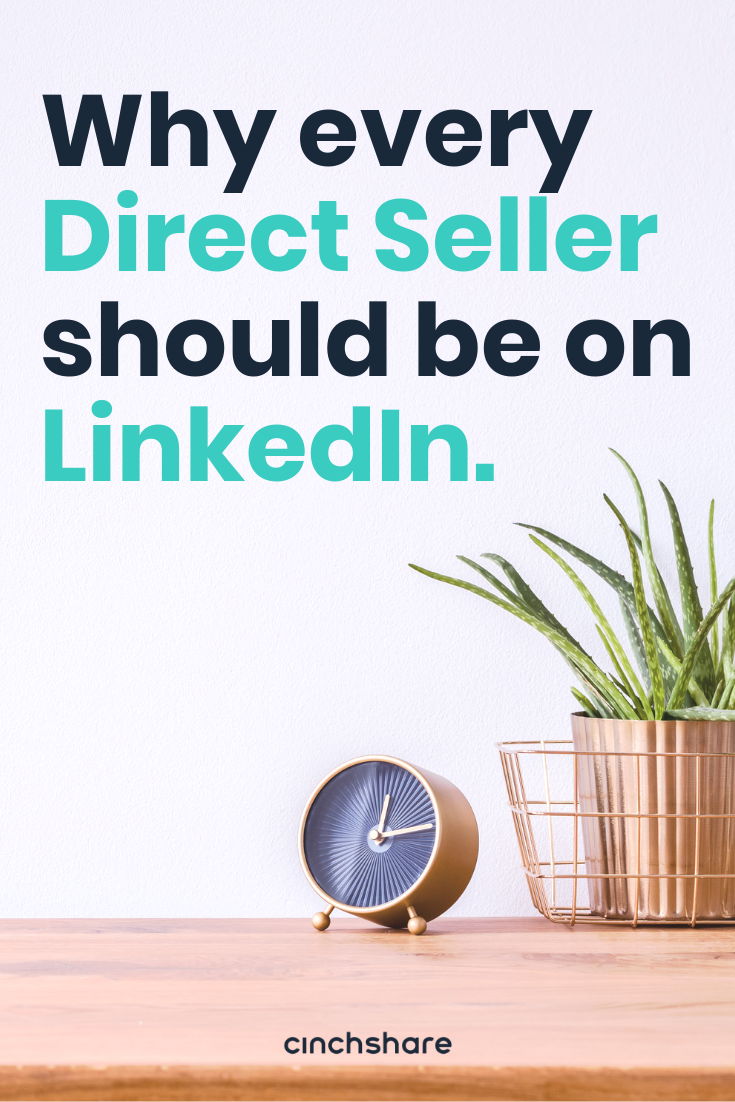 Why every
Direct Seller
should be on
LinkedIn.
cinchshare